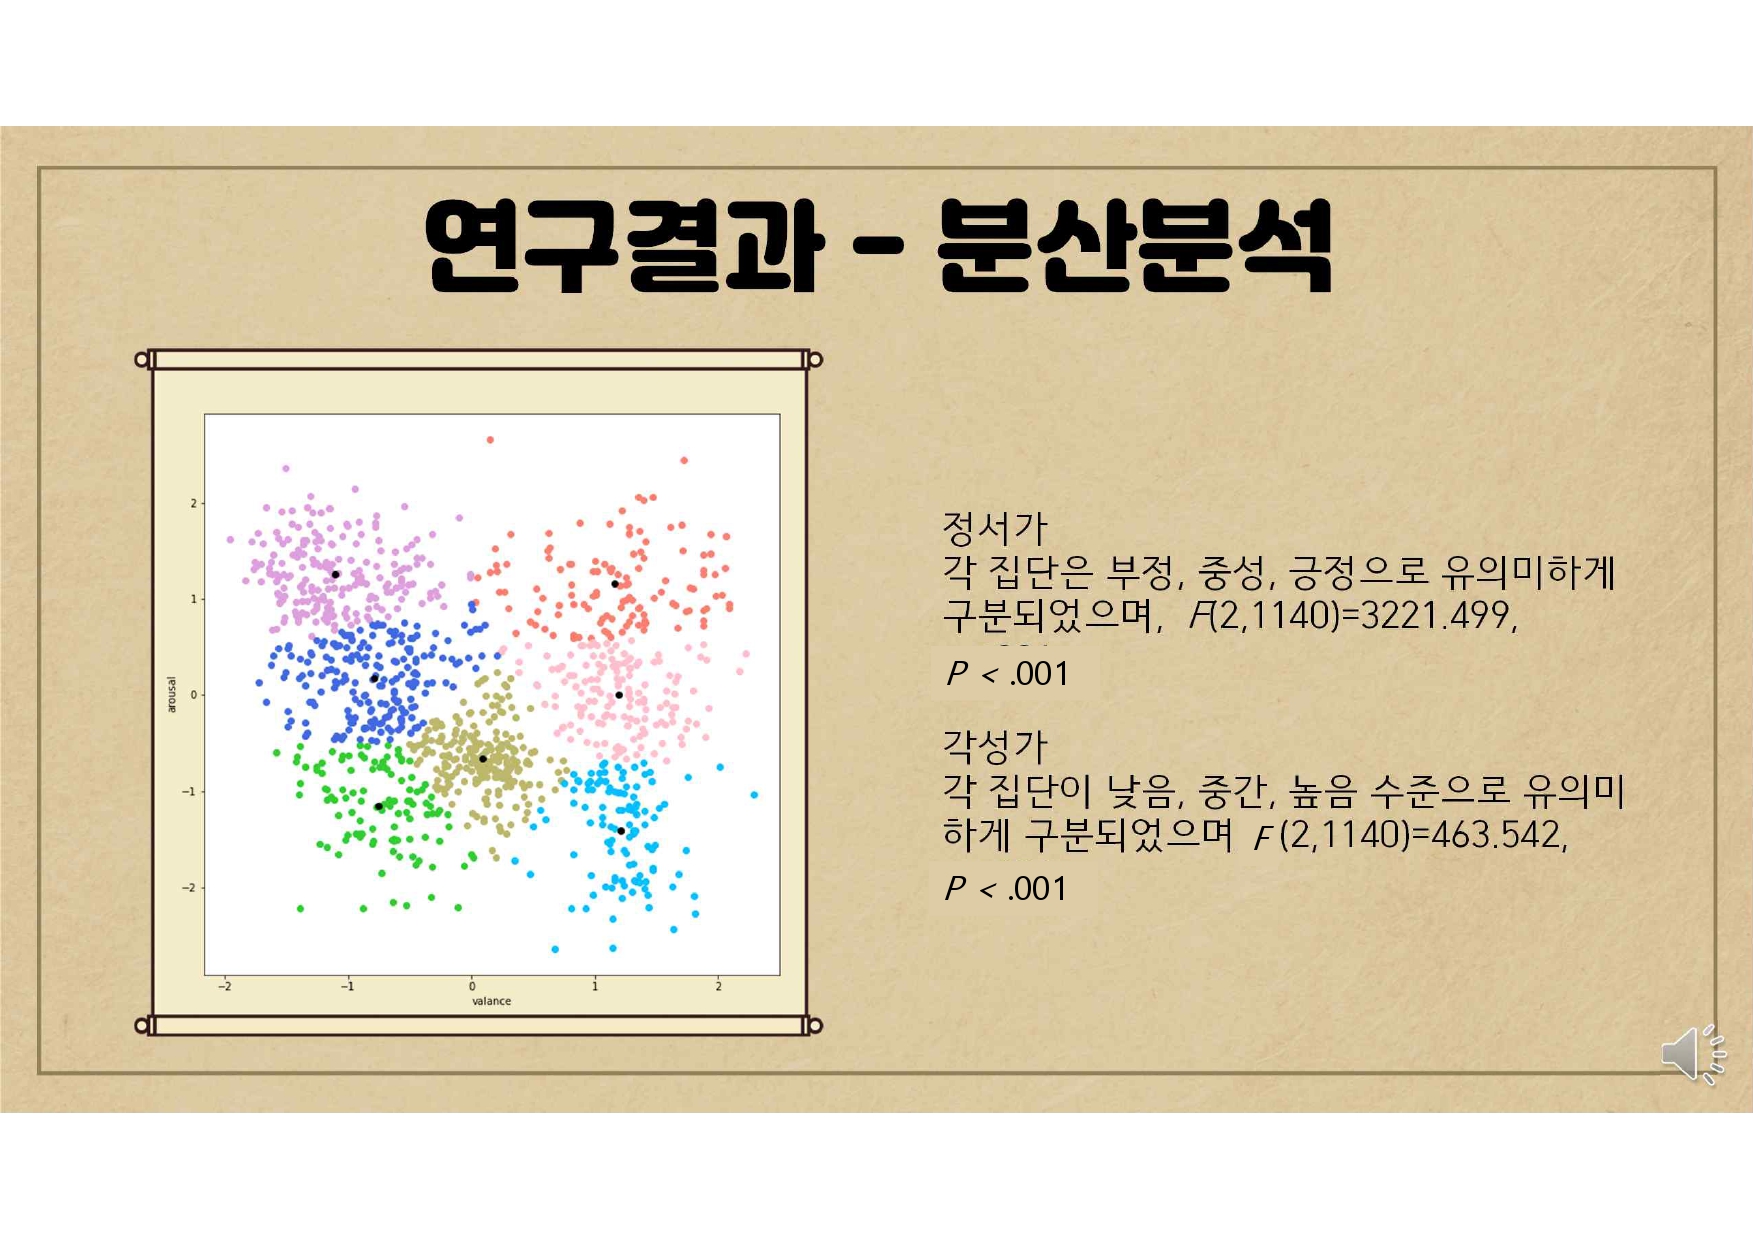 연구결과 - 분산분석
2
1
0
−1
−2
arousal
−2 −1 0 1 2
valance
정서가
각 집단은 부정, 중성, 긍정으로 유의미하게
구분되었으며, F(2,1140)=3221.499,
P < .001
각성가
각 집단이 낮음, 중간, 높음 수준으로 유의미
하게 구분되었으며 F (2,1140)=463.542,
P < .001